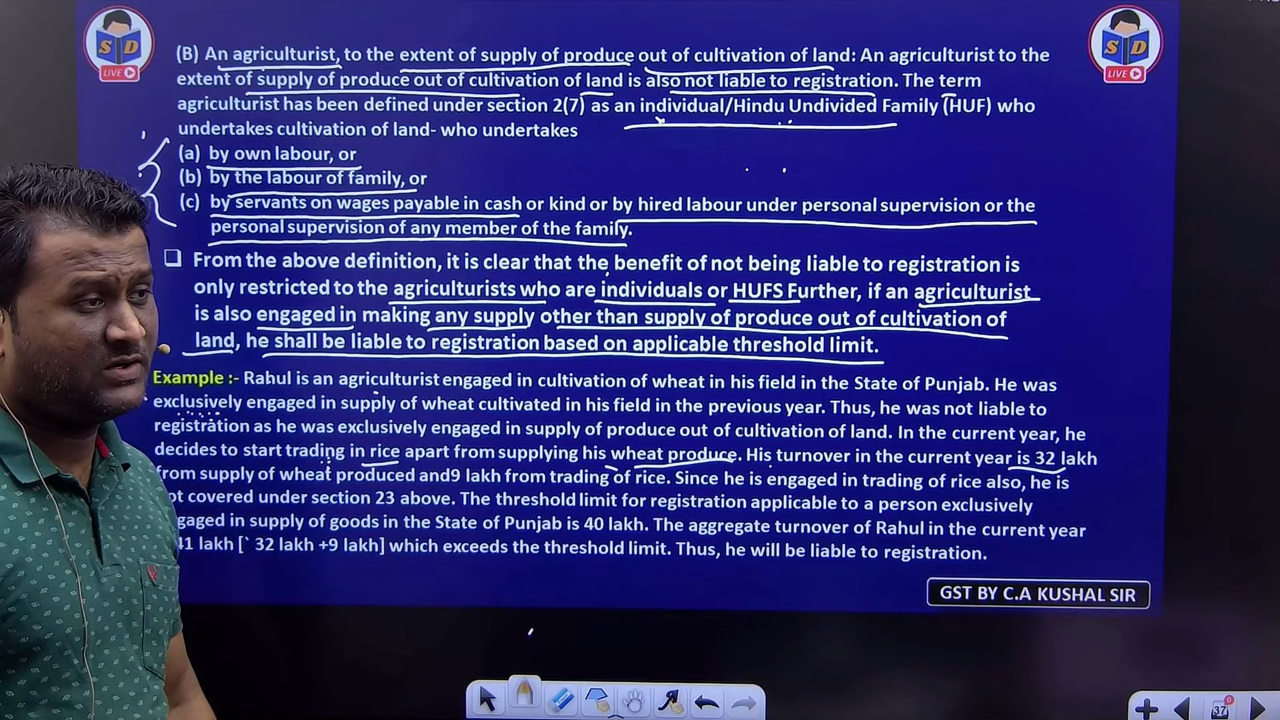 S D
LIVE
S D
LIVE
(B) An agriculturist, to the extent of supply of produce out of cultivation of land: An agriculturist to the
extent of supply of produce out of cultivation of land is also not liable to registration. The term
agriculturist has been defined under section 2(7) as an individual/Hindu Undivided Family (HUF) who
undertakes cultivation of land- who undertakes
(a) by own labour, or
(b) by the labour of family, or
(c) by servants on wages payable in cash or kind or by hired labour under personal supervision or the
personal supervision of any member of the family.
❑ From the above definition, it is clear that the benefit of not being liable to registration is
only restricted to the agriculturists who are individuals or HUFS Further, if an agriculturist
is also engaged in making any supply other than supply of produce out of cultivation of
land, he shall be liable to registration based on applicable threshold limit.
Example :- Rahul is an agriculturist engaged in cultivation of wheat in his field in the State of Punjab. He was
exclusively engaged in supply of wheat cultivated in his field in the previous year. Thus, he was not liable to
registration as he was exclusively engaged in supply of produce out of cultivation of land. In the current year, he
decides to start trading in rice apart from supplying his wheat produce. His turnover in the current year is 32 lakh
from supply of wheat produced and9 lakh from trading of rice. Since he is engaged in trading of rice also, he is
ot covered under section 23 above. The threshold limit for registration applicable to a person exclusively
gaged in supply of goods in the State of Punjab is 40 lakh. The aggregate turnover of Rahul in the current year
41 lakh [` 32 lakh +9 lakh] which exceeds the threshold limit. Thus, he will be liable to registration.
GST BY C.A KUSHAL SIR
37